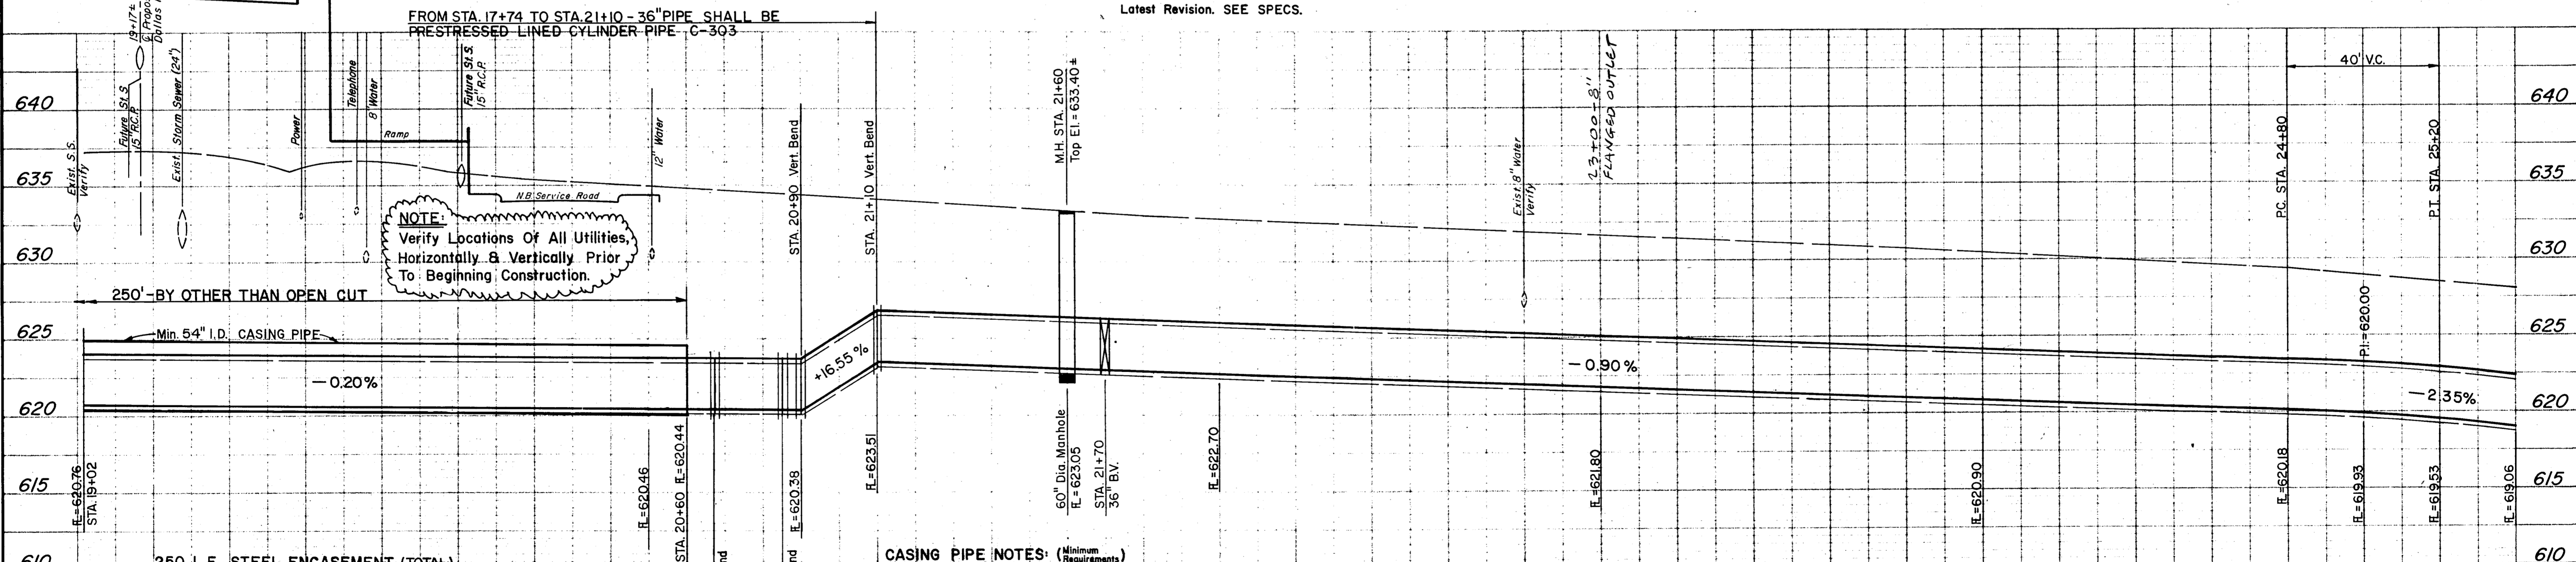 Latest Revision. SEE SPECS.
FROM STA. 17+74 TO STA. 21+10 - 36" PIPE SHALL BE
PRESTRESSED LINED CYLINDER PIPE C-303
19+17±
Dallas
Future St. S.
15" R.C.P.
Exist. Storm Sewer (24")
Exist. S.S.
Verify
Power
Telephone
8" Water
Ramp
Future St. S.
15" R.C.P.
12" Water
N.B. Service Road
NOTE:
Verify Locations Of All Utilities,
Horizontally & Vertically Prior
To Beginning Construction.
STA. 20+90 Vert. Bend
STA. 21+10 Vert. Bend
M.H. STA. 21+60
Top El. = 633.40 ±
Exist. 8" Water
Verify
23+00-8"
FLANGED OUTLET
40' V.C.
P.C. STA. 24+80
P.T. STA. 25+20
P.I. = 620.00
640
635
630
625
620
615
610
640
635
630
625
620
615
610
250'-BY OTHER THAN OPEN CUT
Min. 54" I.D. CASING PIPE
-0.20%
+16.55%
-0.90%
-2.35%
FL=620.76
STA. 19+02
FL=620.46
STA. 20+60 FL=620.44
FL=620.38
FL=623.51
60" Dia. Manhole
FL=623.05
STA. 21+70
36" B.V.
FL=622.70
FL=621.80
FL=620.90
FL=620.18
FL=619.93
FL=619.53
FL=619.06
250 L.F. STEEL ENCASEMENT (TOTAL)
CASING PIPE NOTES: (Minimum Requirements)